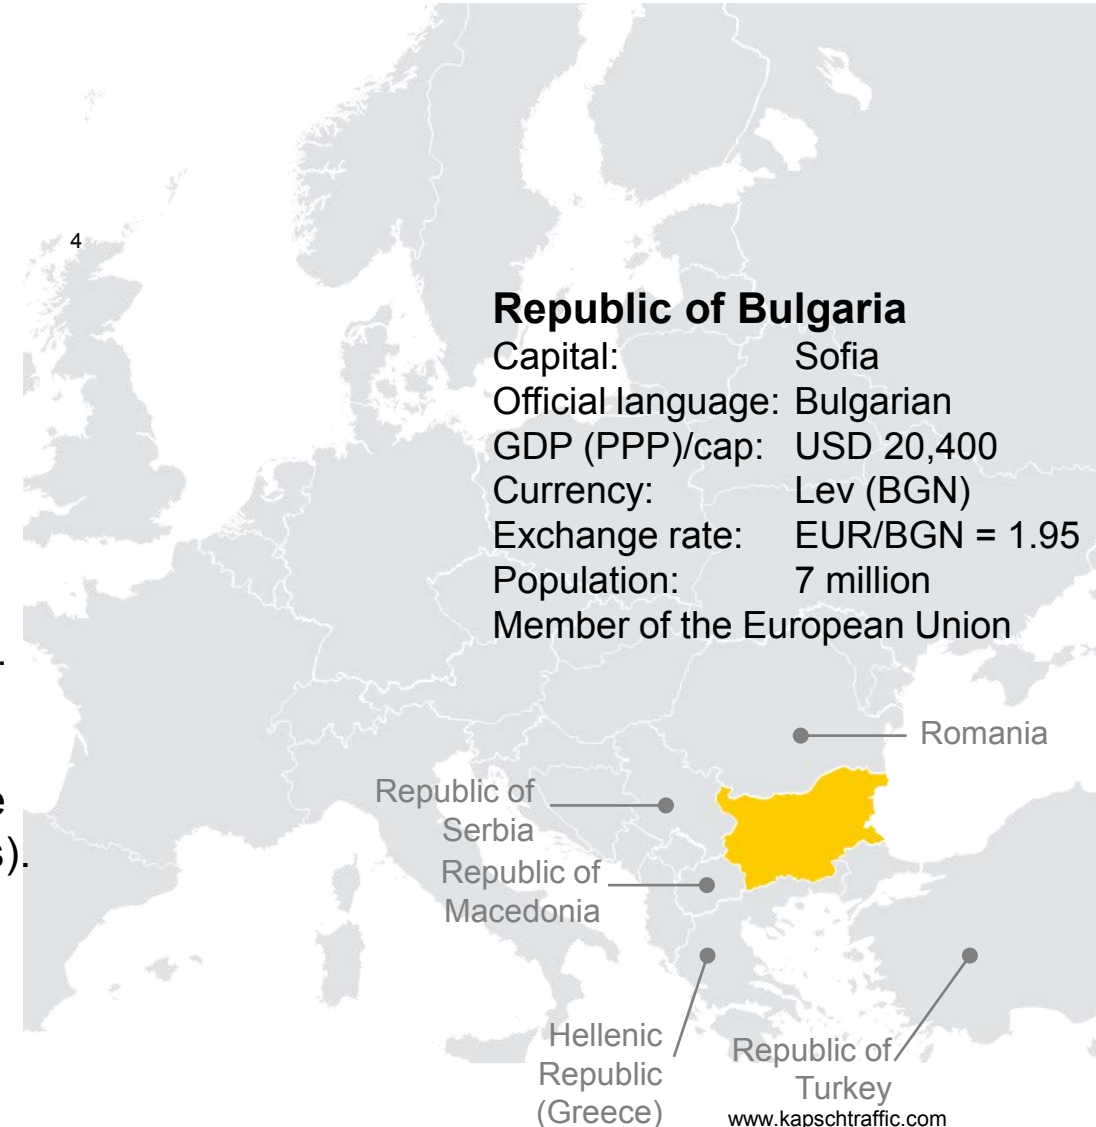 4
Republic of Bulgaria
Capital: Sofia
Official language: Bulgarian
GDP (PPP)/cap: USD 20,400
Currency: Lev (BGN)
Exchange rate: EUR/BGN = 1.95
Population: 7 million
Member of the European Union
Romania
Republic of
Serbia
Republic of
Macedonia
Hellenic
Republic
(Greece)
Republic of
Turkey
www.kapschtraffic.com